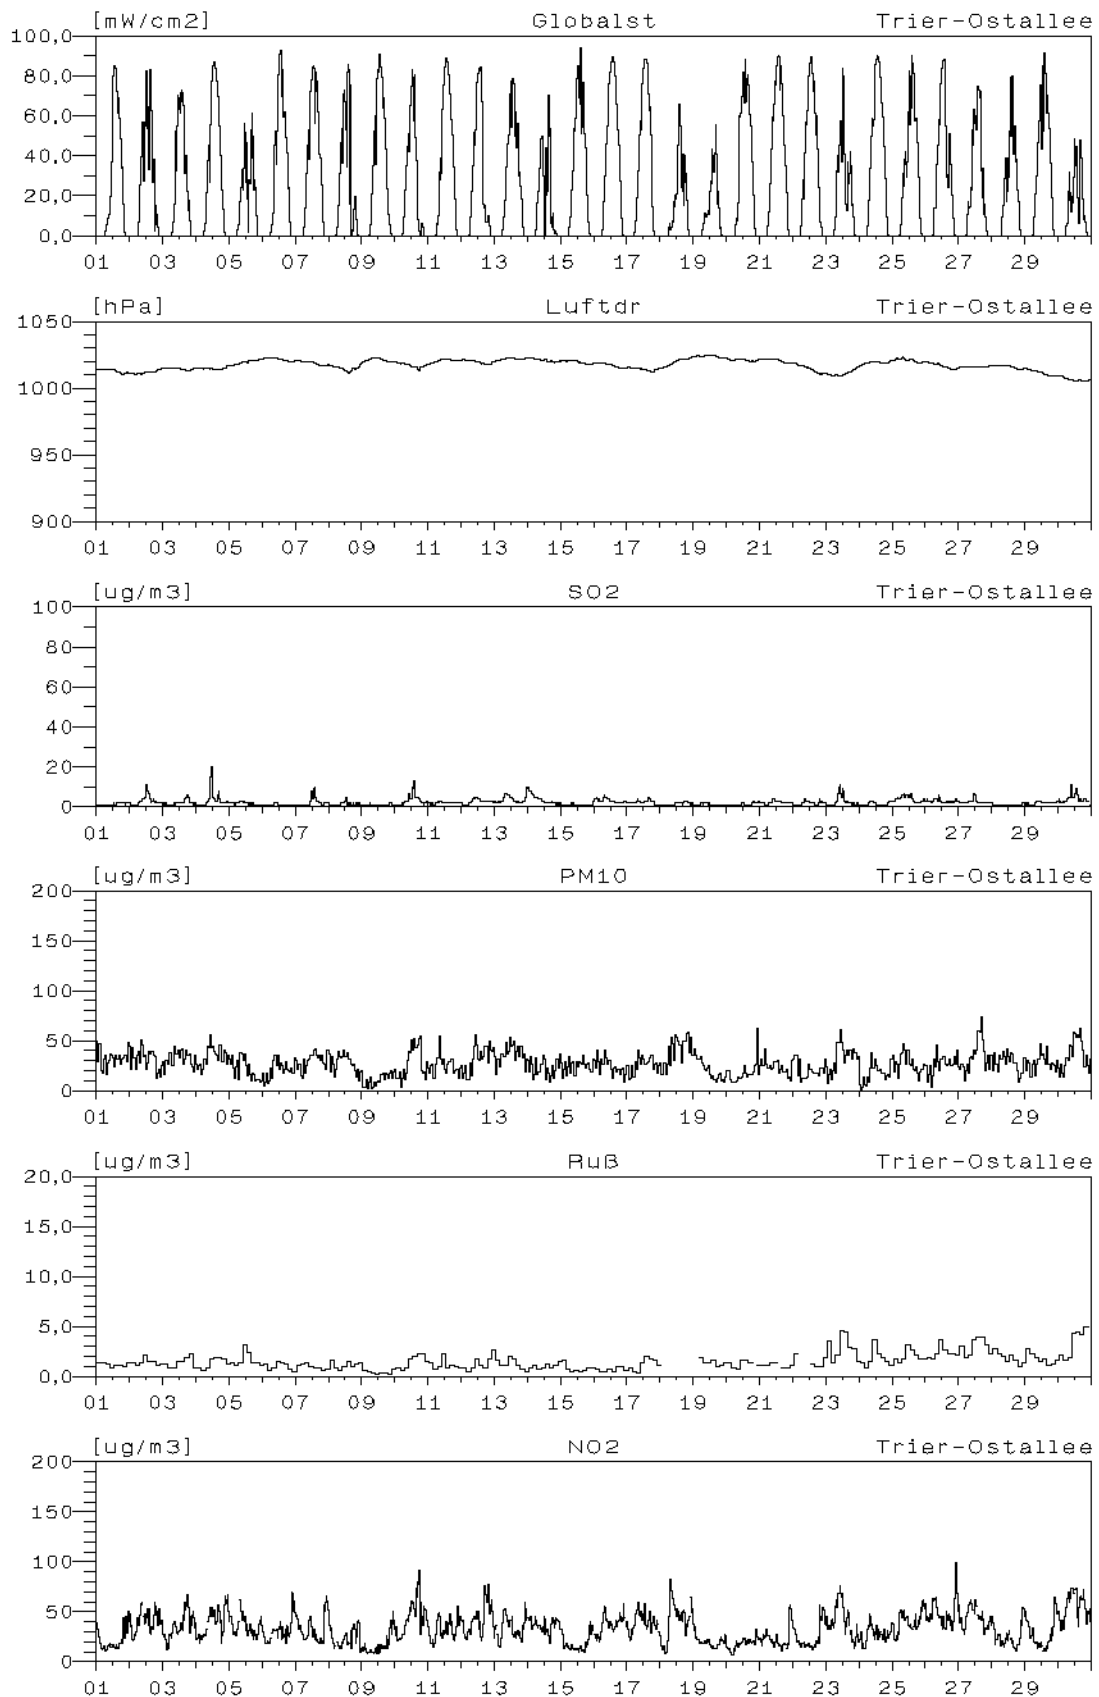 [mW/cm2] Globalst Trier-Ostallee
100,0
80,0
60,0
40,0
20,0
0,0
01 03 05 07 09 11 13 15 17 19 21 23 25 27 29
[hPa] Luftdr Trier-Ostallee
1050
1000
950
900
01 03 05 07 09 11 13 15 17 19 21 23 25 27 29
[ug/m3] SO2 Trier-Ostallee
100
80
60
40
20
0
01 03 05 07 09 11 13 15 17 19 21 23 25 27 29
[ug/m3] PM10 Trier-Ostallee
200
150
100
50
0
01 03 05 07 09 11 13 15 17 19 21 23 25 27 29
[ug/m3] Ruß Trier-Ostallee
20,0
15,0
10,0
5,0
0,0
01 03 05 07 09 11 13 15 17 19 21 23 25 27 29
[ug/m3] NO2 Trier-Ostallee
200
150
100
50
0
01 03 05 07 09 11 13 15 17 19 21 23 25 27 29